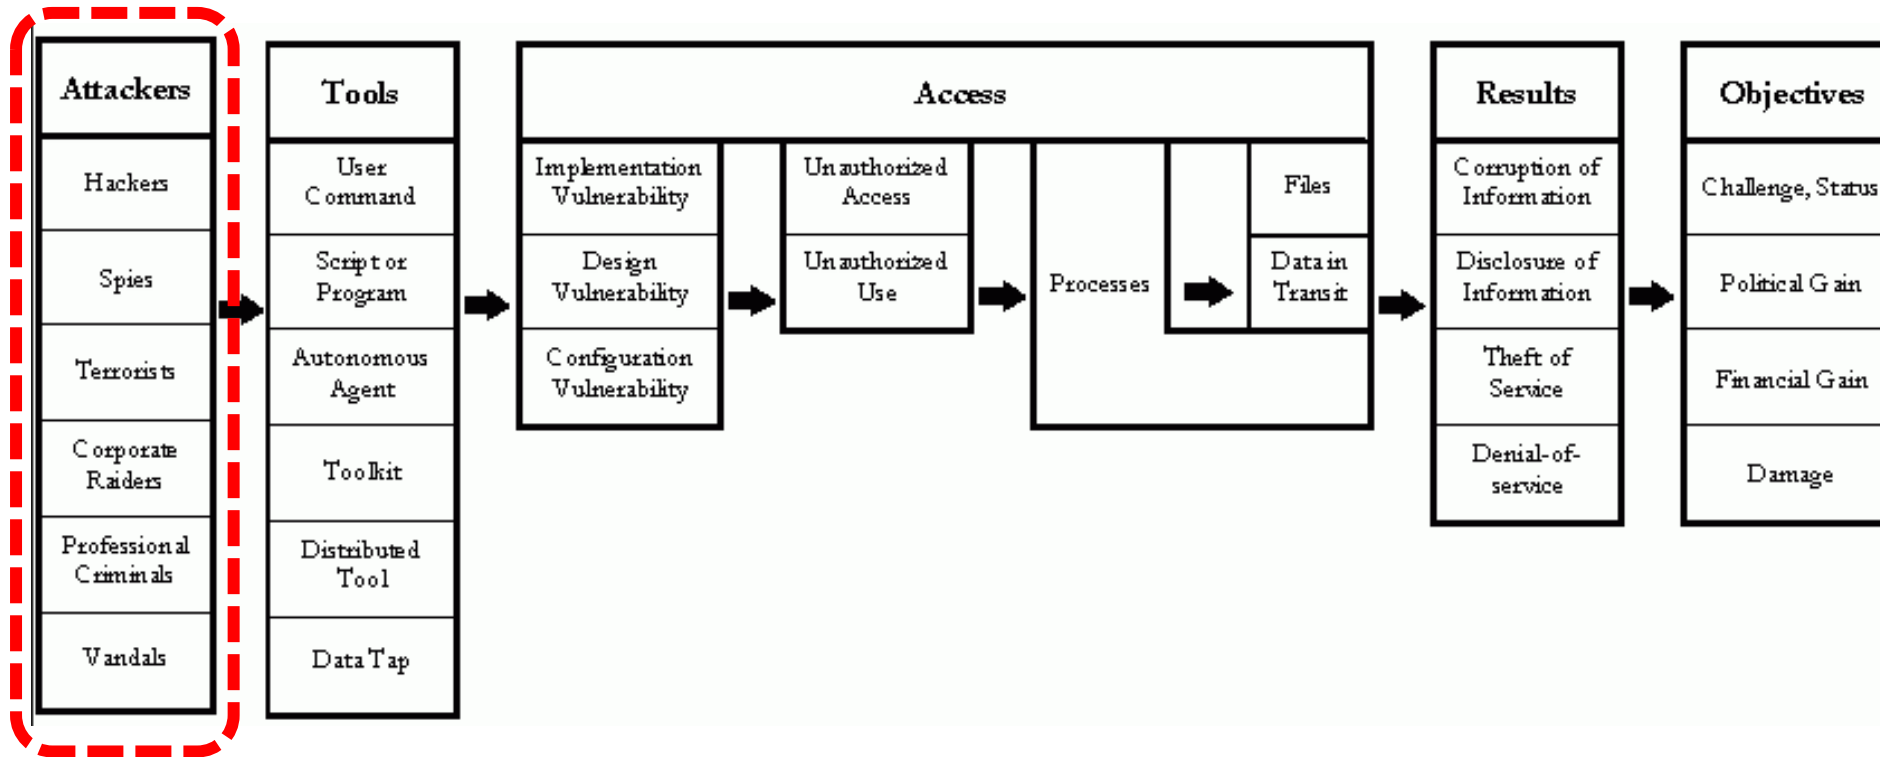 Attackers
Hackers
Spies
Terrorists
Corporate
Raiders
Professional
Criminals
Vandals
Tools
User
Command
Script or
Program
Autonomous
Agent
Toolkit
Distributed
Tool
Data Tap
Access
Implementation
Vulnerability
Design
Vulnerability
Configuration
Vulnerability
Unauthorized
Access
Unauthorized
Use
Processes
Files
Data in
Transit
Results
Corruption of
Information
Disclosure of
Information
Theft of
Service
Denial-of-
service
Objectives
Challenge, Status
Political Gain
Financial Gain
Damage